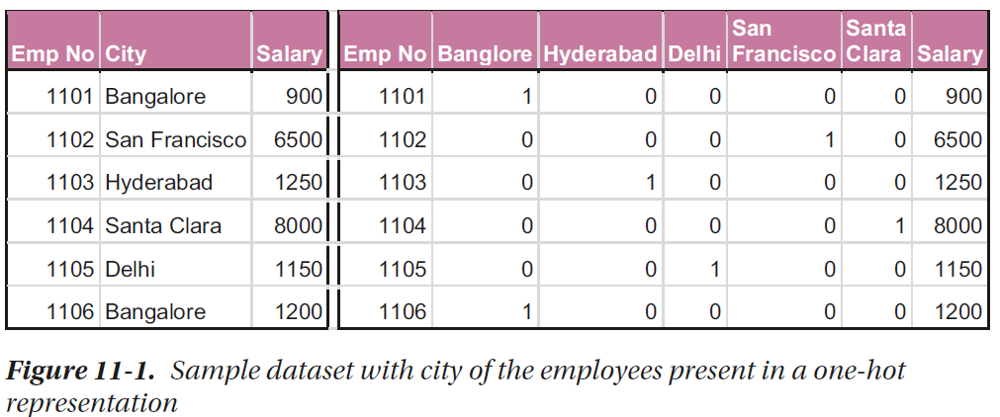 Emp No City Salary Emp No Banglore Hyderabad Delhi San Francisco Santa Clara Salary
1101 Bangalore 900 1101 1 0 0 0 0 900
1102 San Francisco 6500 1102 0 0 0 1 0 6500
1103 Hyderabad 1250 1103 0 1 0 0 0 1250
1104 Santa Clara 8000 1104 0 0 0 0 1 8000
1105 Delhi 1150 1105 0 0 1 0 0 1150
1106 Bangalore 1200 1106 1 0 0 0 0 1200
Figure 11-1. Sample dataset with city of the employees present in a one-hot
representation